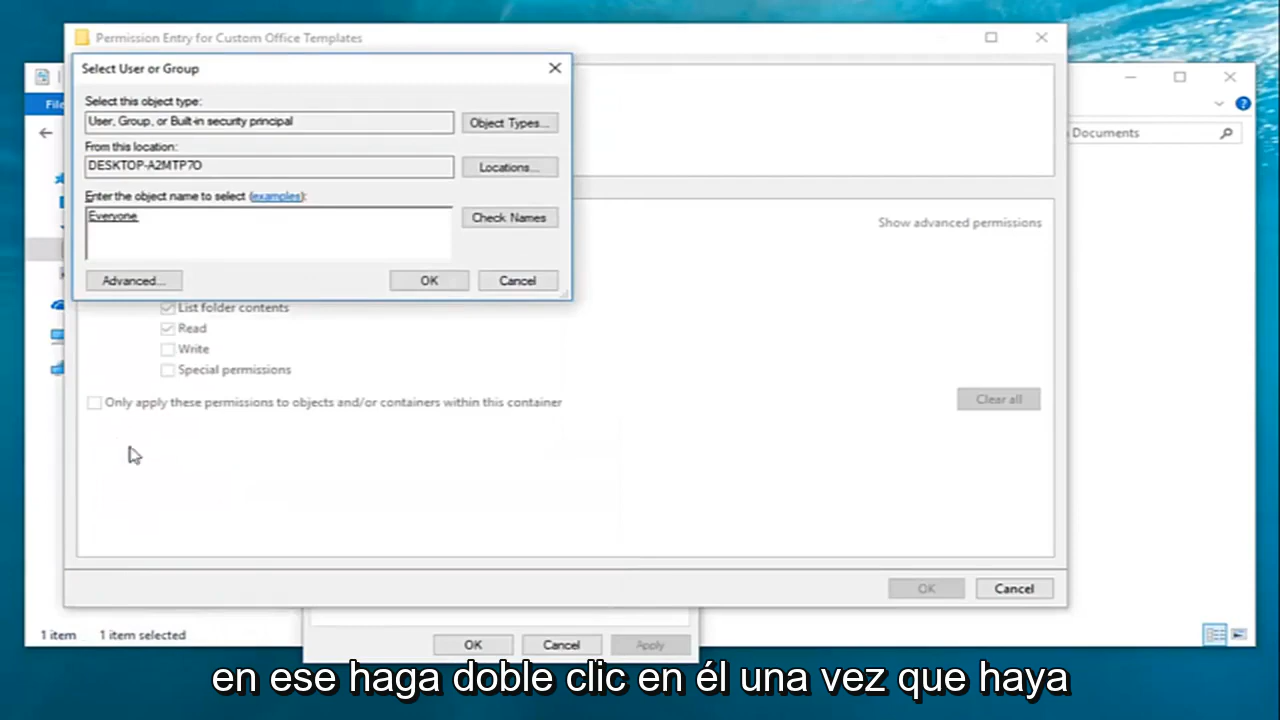 Permission Entry for Custom Office Templates
Select User or Group
Select this object type:
User, Group, or Built-in security principal
Object Types...
From this location:
DESKTOP-A2MTP7O
Locations...
Enter the object name to select (examples):
Everyone
Check Names
Advanced...
OK
Cancel
File
Documents
Show advanced permissions
List folder contents
Read
Write
Special permissions
Only apply these permissions to objects and/or containers within this container
Clear all
OK
Cancel
1 item
1 item selected
OK
Cancel
Apply
en ese haga doble clic en él una vez que haya